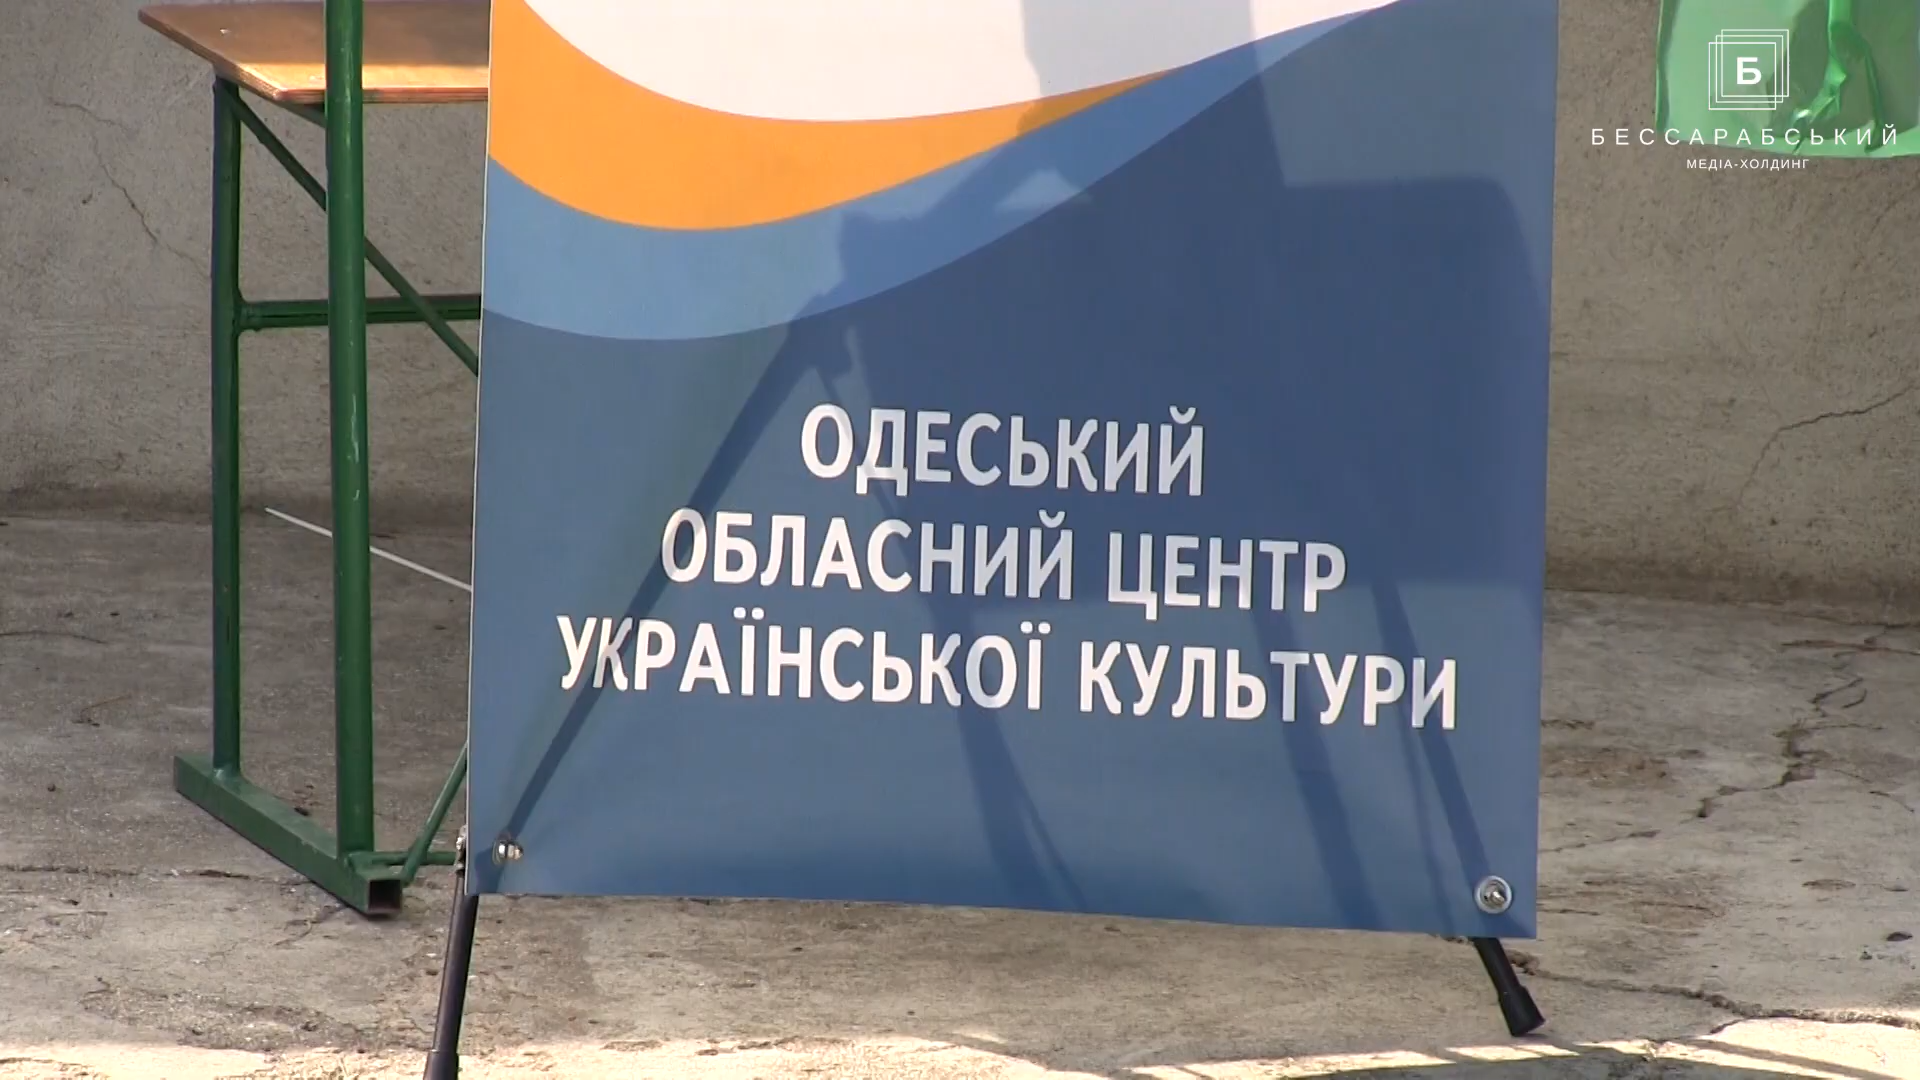 Б
БЕССАРАБСЬКИЙ
МЕДІА-ХОЛДИНГ
ОДЕСЬКИЙ
ОБЛАСНИЙ ЦЕНТР
УКРАЇНСЬКОЇ КУЛЬТУРИ